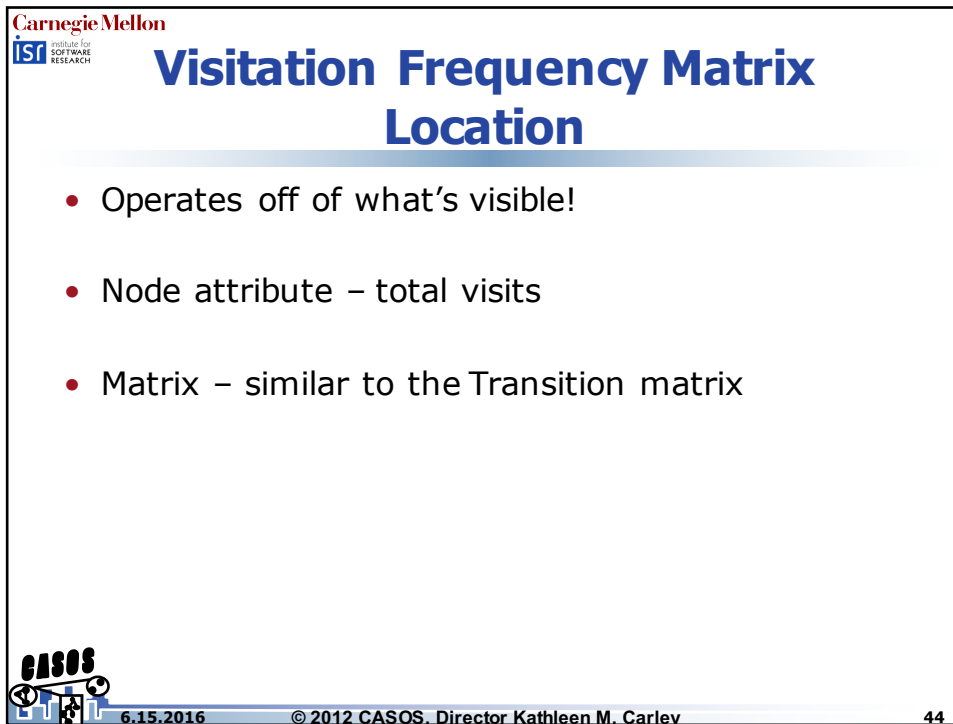 Carnegie Mellon
isr institute for
SOFTWARE
RESEARCH
Visitation Frequency Matrix
Location
• Operates off of what's visible!
• Node attribute – total visits
• Matrix – similar to the Transition matrix
CASOS
6.15.2016 © 2012 CASOS, Director Kathleen M. Carley 44